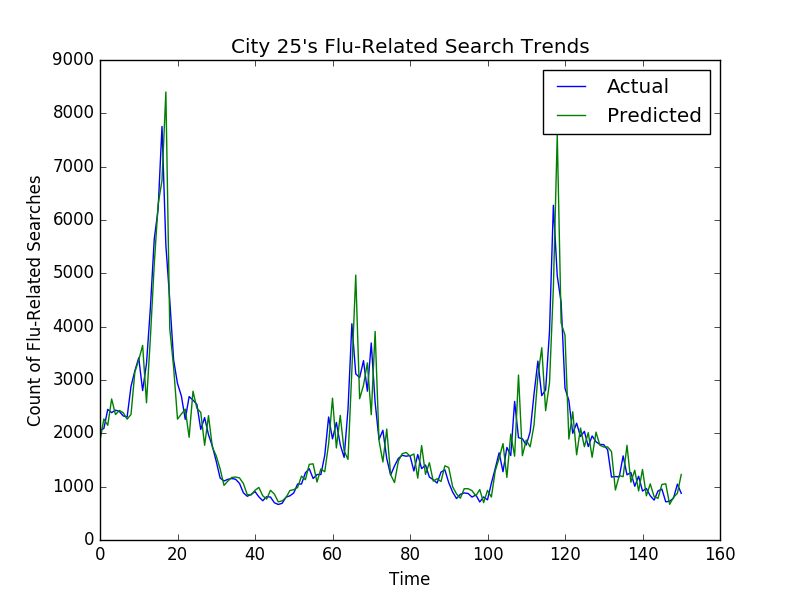 City 25's Flu-Related Search Trends
Actual
Predicted
Count of Flu-Related Searches
9000
8000
7000
6000
5000
4000
3000
2000
1000
0
0 20 40 60 80 100 120 140 160
Time